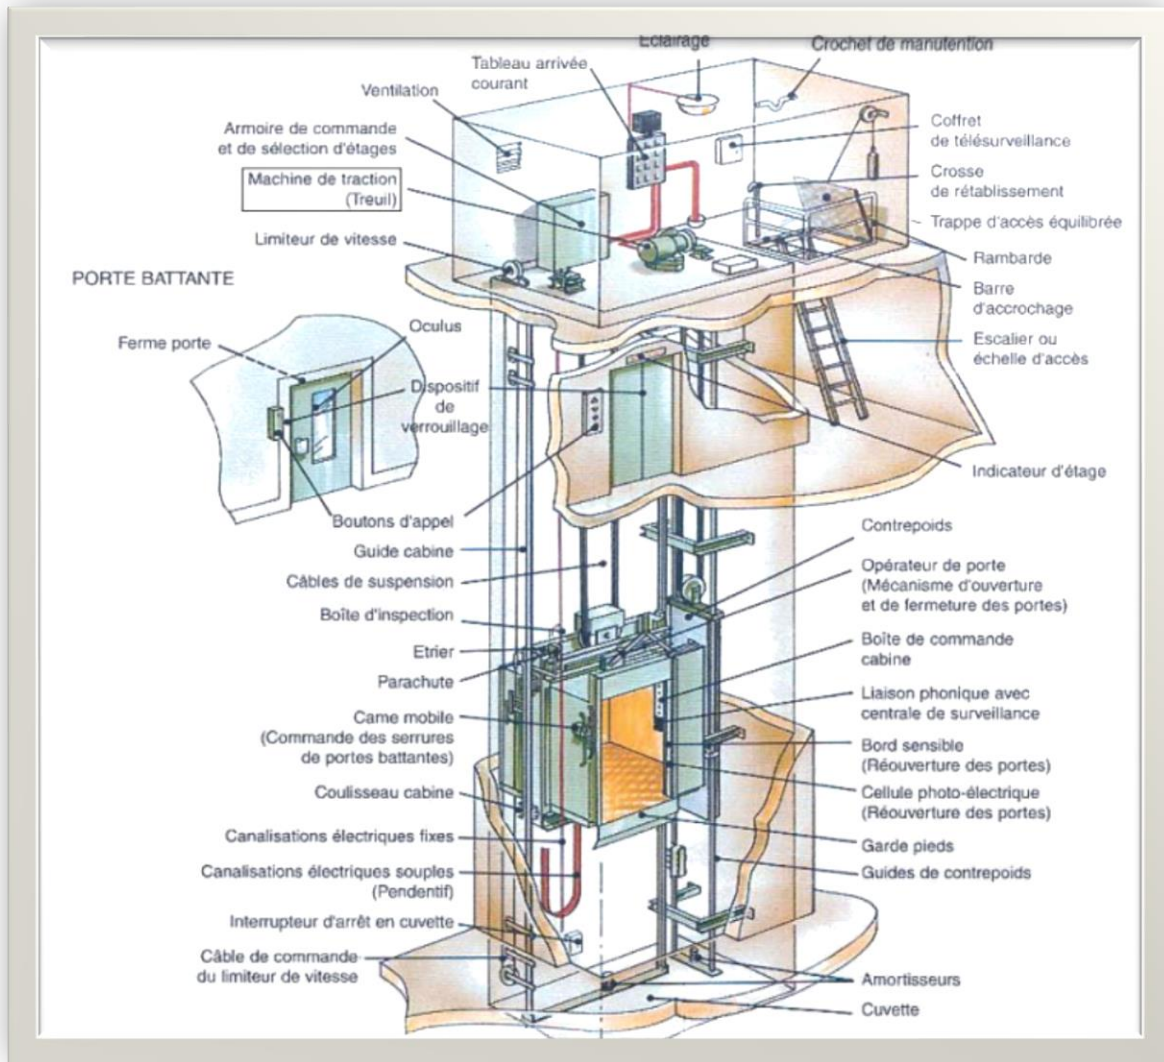 Eclairage
Crochet de manutention
Tableau arrivée
courant
Ventilation
Armoire de commande
et de sélection d'étages
Machine de traction
(Treuil)
Limiteur de vitesse
Coffret
de télésurveillance
Crosse
de rétablissement
Trappe d'accès équilibrée
Rambarde
Barre
d'accrochage
Escalier ou
échelle d'accès
Indicateur d'étage
PORTE BATTANTE
Ferme porte
Oculus
Dispositif
de
verrouillage
Boutons d'appel
Guide cabine
Câbles de suspension
Boîte d'inspection
Etrier
Parachute
Came mobile
(Commande des serrures
de portes battantes)
Coulisseau cabine
Canalisations électriques fixes
Canalisations électriques souples
(Pendentif)
Interrupteur d'arrêt en cuvette
Câble de commande
du limiteur de vitesse
Contrepoids
Opérateur de porte
(Mécanisme d'ouverture
et de fermeture des portes)
Boîte de commande
cabine
Liaison phonique avec
centrale de surveillance
Bord sensible
(Réouverture des portes)
Cellule photo-électrique
(Réouverture des portes)
Garde pieds
Guides de contrepoids
Amortisseurs
Cuvette